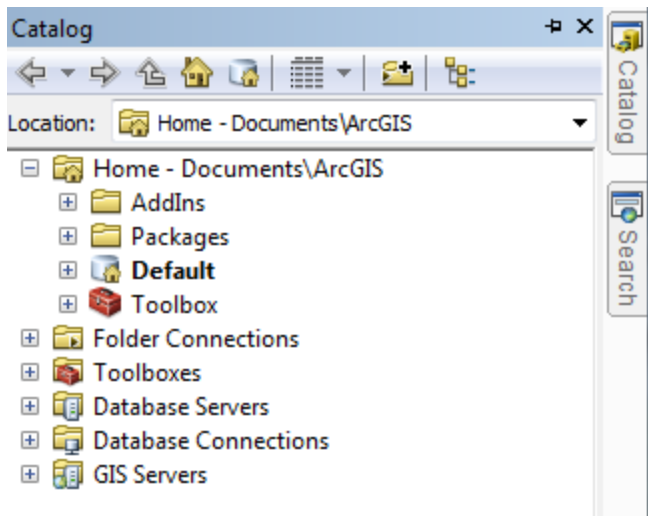 Catalog
Location: Home - Documents\ArcGIS
Home - Documents\ArcGIS
AddIns
Packages
Default
Toolbox
Folder Connections
Toolboxes
Database Servers
Database Connections
GIS Servers
Catalog
Search